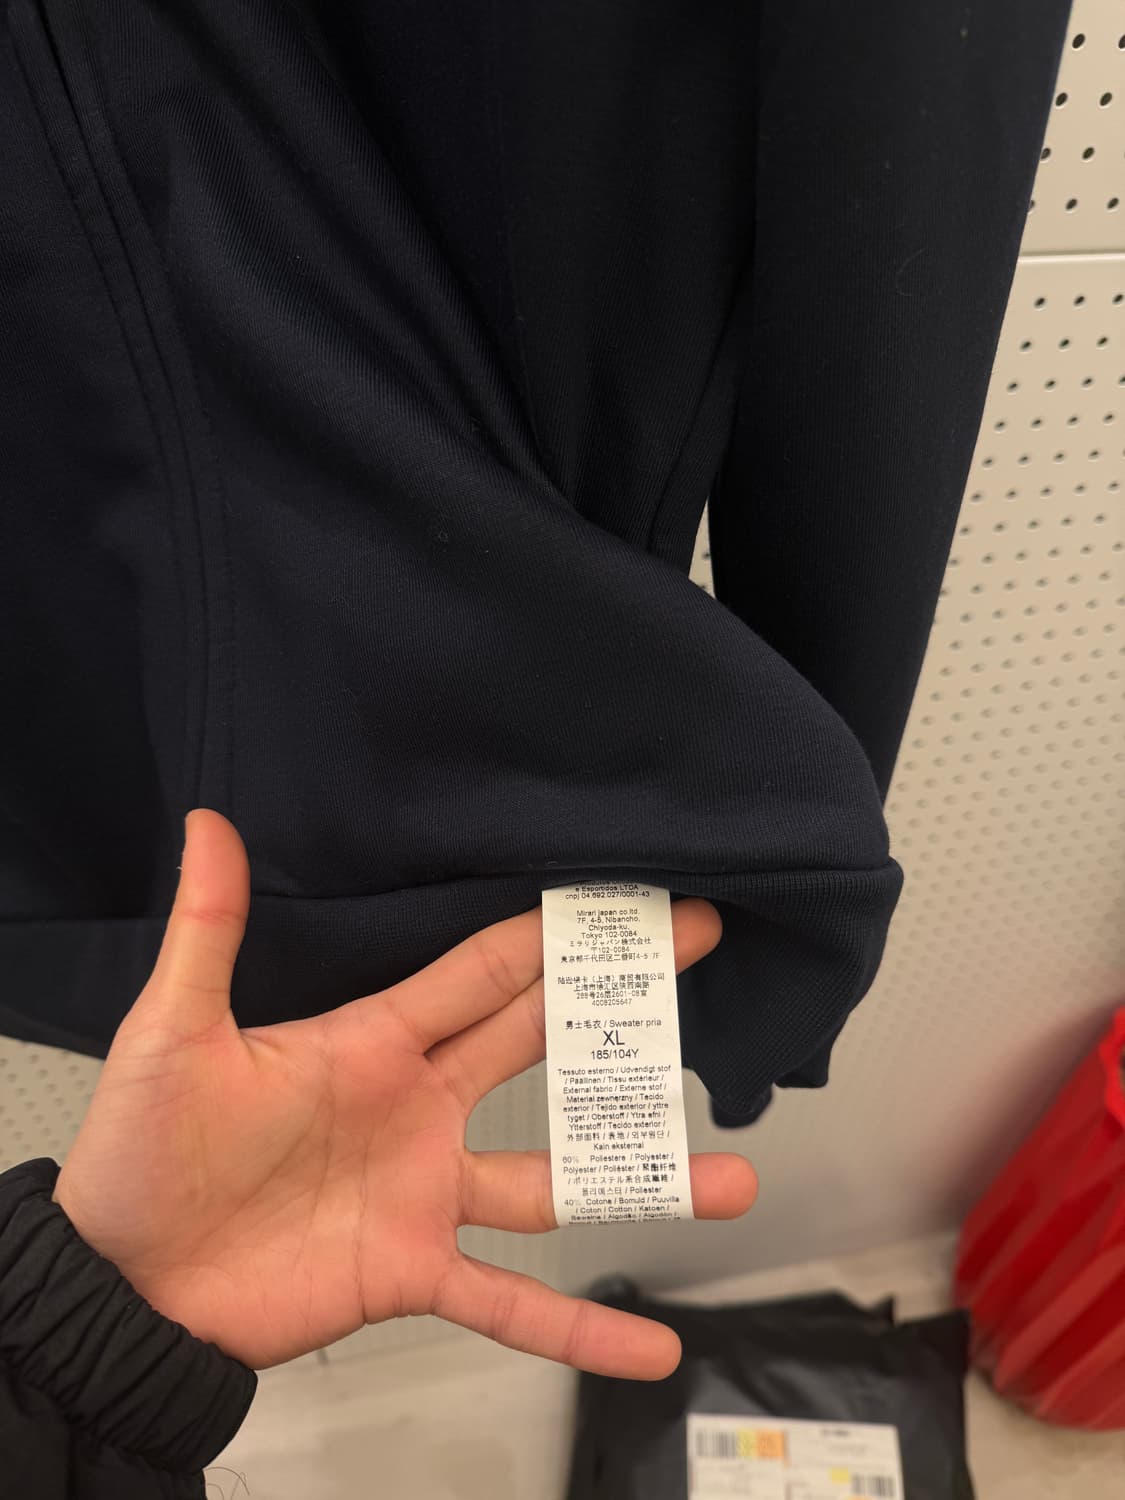 e Esportidos LTDA
cnpj 04.692.027/0001-43
Mirari japan co.ltd.
7F, 4-5, Nibancho,
Chiyoda-ku,
Tokyo 102-0084
ミラリジャパン株式会社
〒102-0084
東京都千代田区二番町4-5 7F
(上海) 商贸有限公司
上海市徐汇区陕西南路
288号26层2601-08室
4008205647
男士毛衣 / Sweater pria
XL
185/104Y
Tessuto esterno / Udvendigt stof
/ Päällinen / Tissu extérieur /
External fabric / Externe stof /
Materiał zewnęrzny / Tecido
exterior / Tejido exterior / yttre
tyget / Oberstoff / Ytra efni /
Ytterstoff / Tecido exterior /
外部面料 / 表地 / 외부원단 /
Kain eksternal
60% Poliestere / Polyester /
Polyester / Poliéster / 聚酯纤维
/ ポリエステル系合成繊維 /
폴리에스터 / Poliester
40% Cotone / Bomuld / Puuvilla
/ Coton / Cotton / Katoen /
Bawełna / Algodão / Algodón /